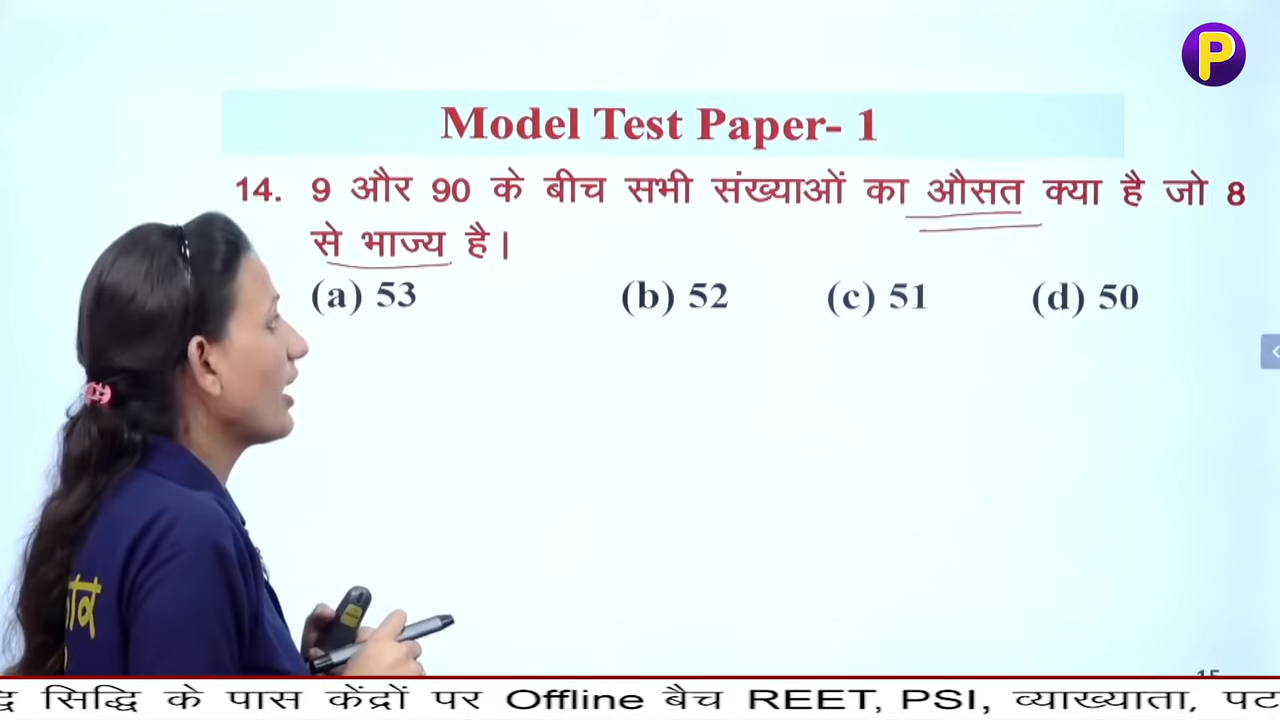 P
Model Test Paper- 1
14. 9 और 90 के बीच सभी संख्याओं का औसत क्या है जो 8
से भाज्य है।
(a) 53 (b) 52 (c) 51 (d) 50
सिद्धि के पास केंद्रों पर Offline बैच REET, PSI, व्याख्याता,